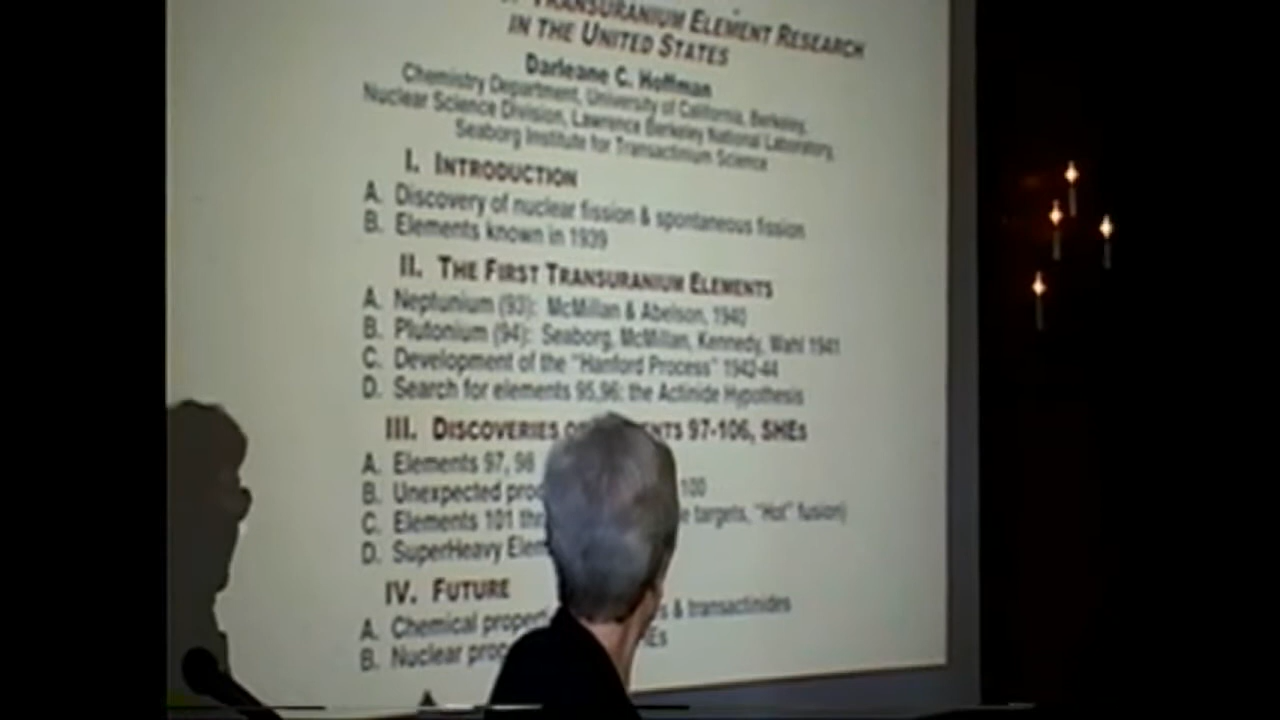 TRANSURANIUM ELEMENT RESEARCH
IN THE UNITED STATES
Darleane C. Hoffman
Chemistry Department, University of California, Berkeley,
Nuclear Science Division, Lawrence Berkeley National Laboratory,
Seaborg Institute for Transactinium Science
I. INTRODUCTION
A. Discovery of nuclear fission & spontaneous fission
B. Elements known in 1939
II. THE FIRST TRANSURANIUM ELEMENTS
A. Neptunium (93): McMillan & Abelson, 1940
B. Plutonium (94): Seaborg, McMillan, Kennedy, Wahl 1941
C. Development of the "Hanford Process" 1942-44
D. Search for elements 95,96: the Actinide Hypothesis
III. DISCOVERIES 97-106, SHEs
A. Elements 97, 98
B. Unexpected 100
C. Elements 101 targets, "Hot" fusion)
D. SuperHeavy
IV. FUTURE
A. Chemical & transactinides
B. Nuclear